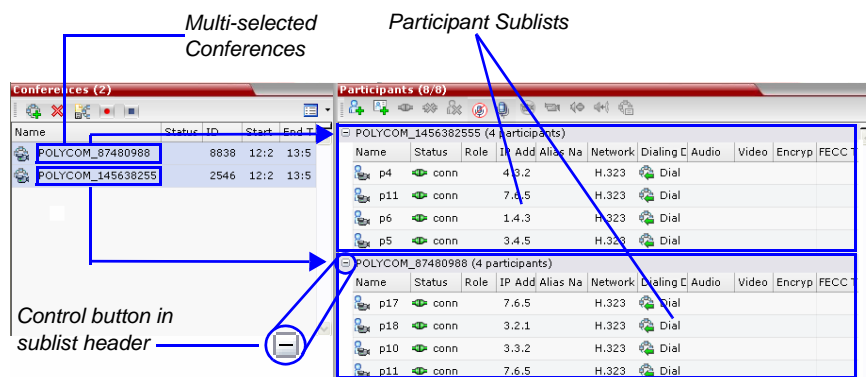 Multi-selected
Conferences
Participant Sublists
Conferences (2)
Name Status ID Start End T
POLYCOM_87480988 8838 12:2 13:5
POLYCOM_145638255 2546 12:2 13:5
Participants (8/8)
POLYCOM_1456382555 (4 participants)
Name Status Role IP Add Alias Na Network Dialing D Audio Video Encryp FECC T
p4 conn 4.3.2 H.323 Dial
p11 conn 7.6.5 H.323 Dial
p6 conn 1.4.3 H.323 Dial
p5 conn 3.4.5 H.323 Dial
POLYCOM_87480988 (4 participants)
Name Status Role IP Add Alias Na Network Dialing D Audio Video Encryp FECC T
p17 conn 7.6.5 H.323 Dial
p18 conn 3.2.1 H.323 Dial
p10 conn 3.3.2 H.323 Dial
p11 conn 7.6.5 H.323 Dial
Control button in
sublist header